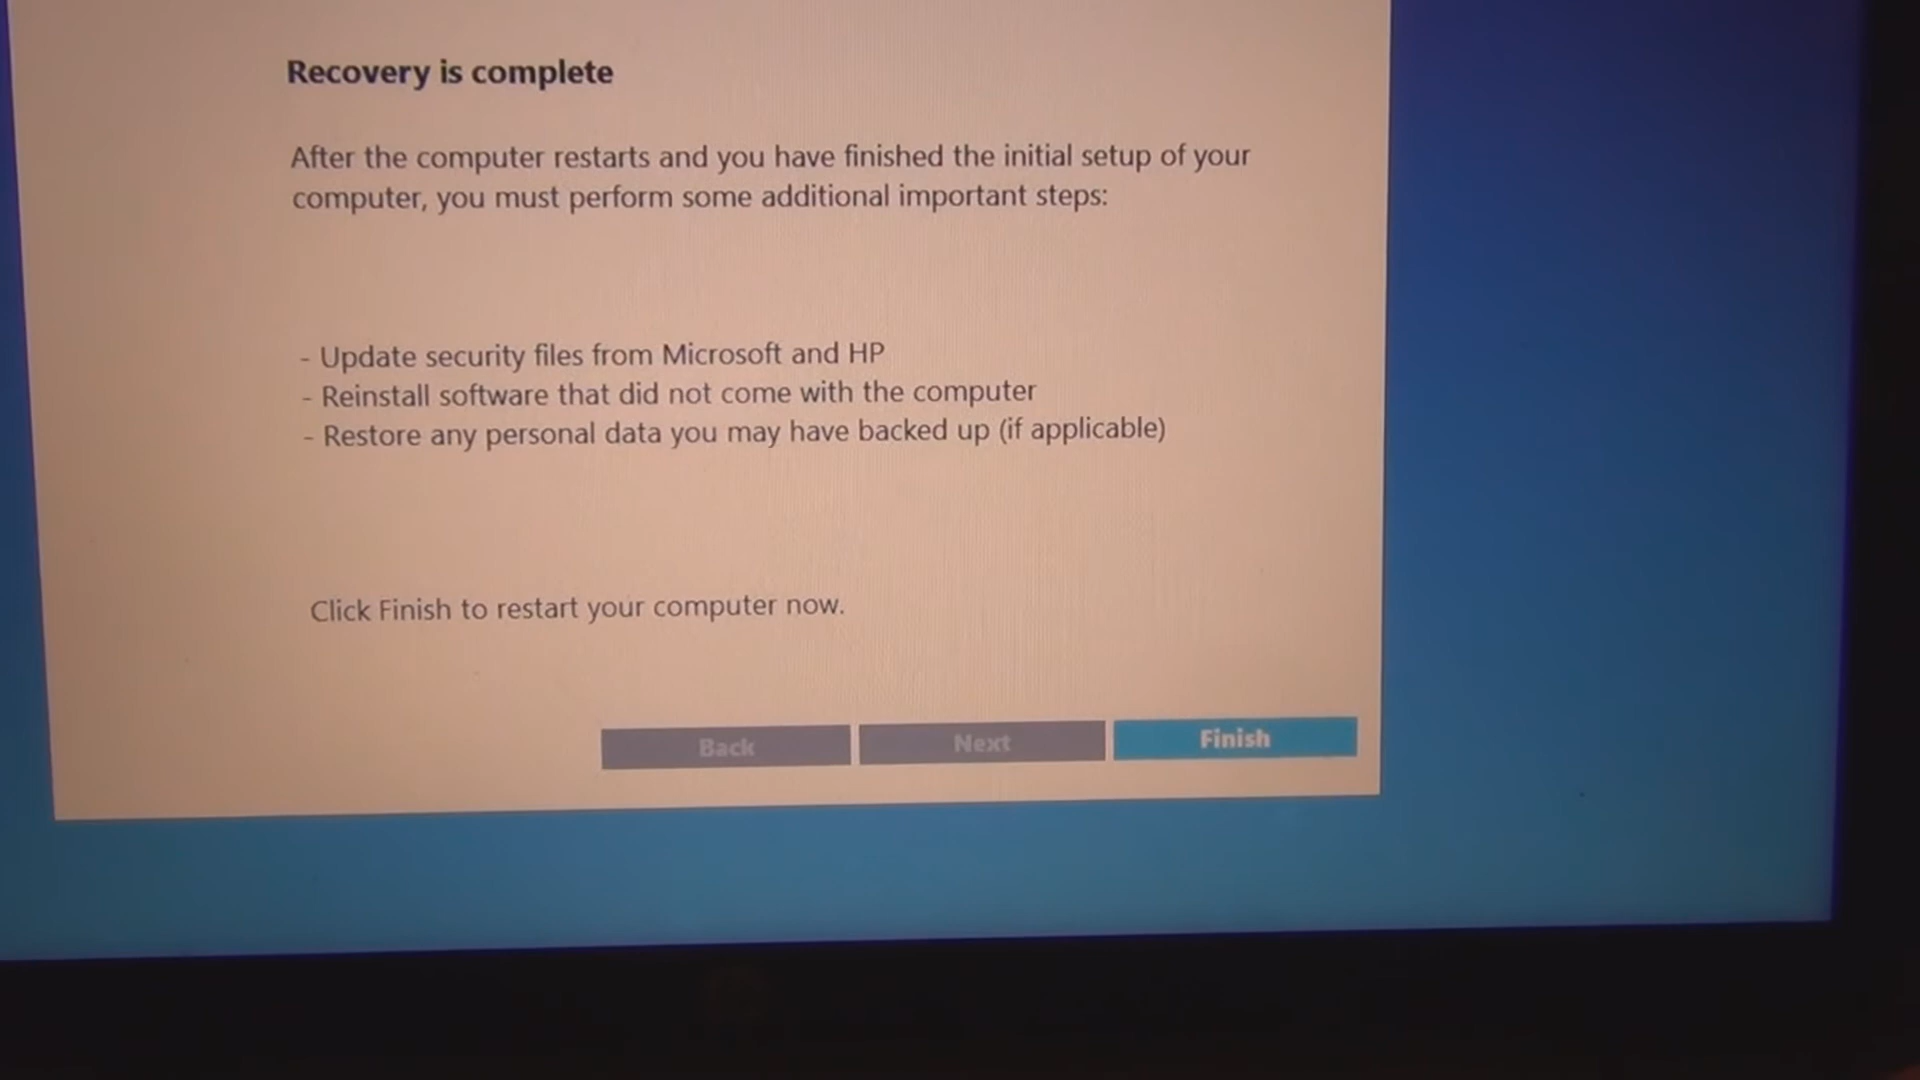 Recovery is complete
After the computer restarts and you have finished the initial setup of your
computer, you must perform some additional important steps:
- Update security files from Microsoft and HP
- Reinstall software that did not come with the computer
- Restore any personal data you may have backed up (if applicable)
Click Finish to restart your computer now.
Back Next Finish